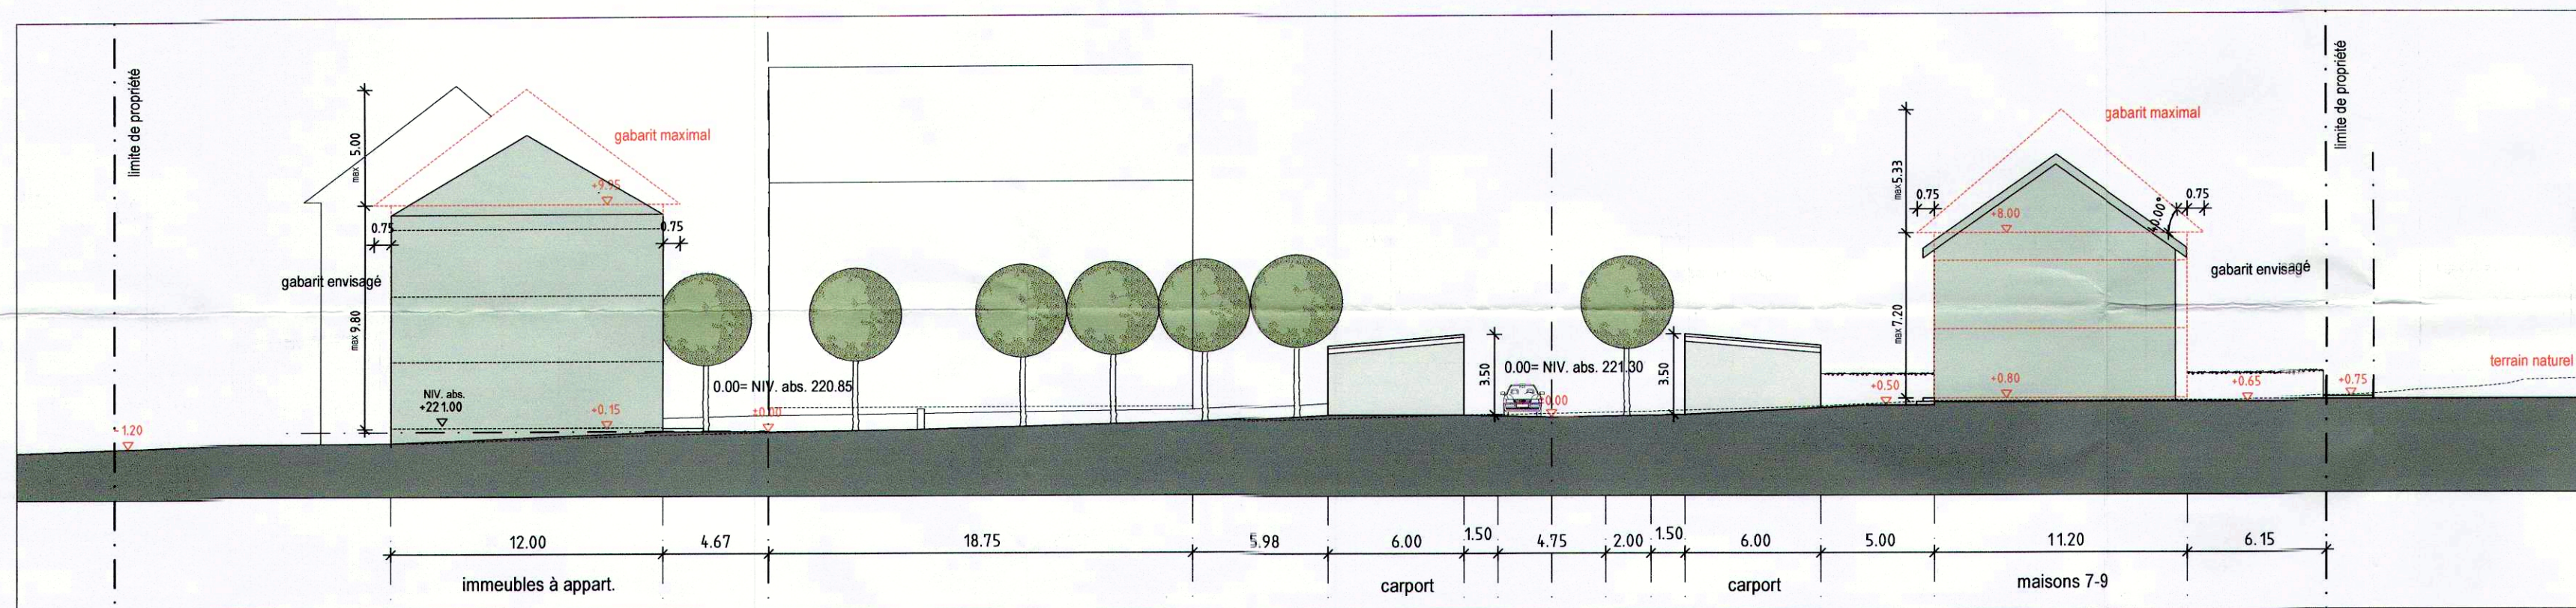 limite de propriété
limite de propriété
gabarit maximal
gabarit maximal
max 5.00
+9.95
0.75
0.75
gabarit envisagé
max 9.80
NIV. abs.
+221.00
+0.15
-1.20
0.00= NIV. abs. 220.85
±0.00
3.50
0.00= NIV. abs. 221.30
3.50
±0.00
max 5.33
0.75
+8.00
40.00°
0.75
gabarit envisagé
max 7.20
+0.50
+0.80
+0.65
+0.75
terrain naturel
12.00
4.67
18.75
5.98
6.00
1.50
4.75
2.00
1.50
6.00
5.00
11.20
6.15
immeubles à appart.
carport
carport
maisons 7-9